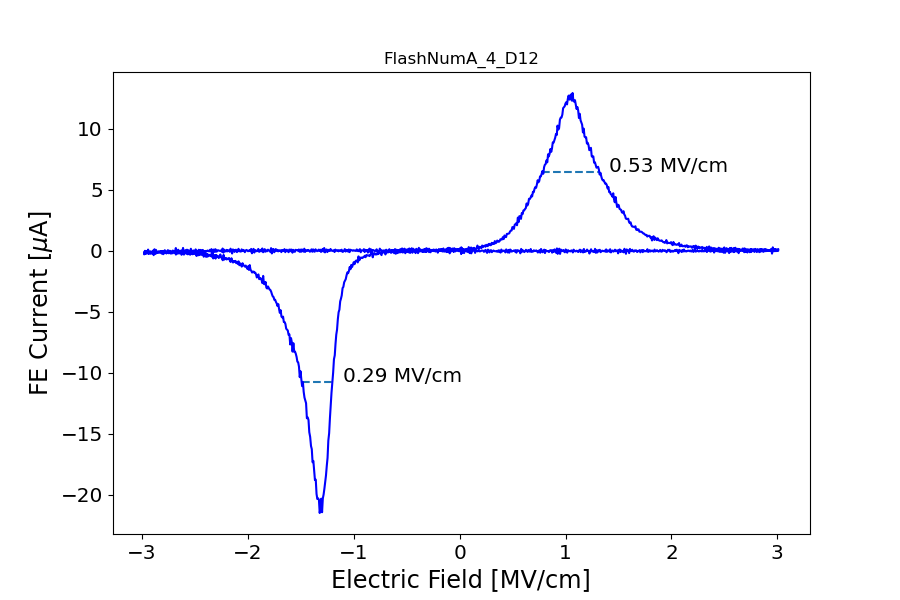 FlashNumA_4_D12
10
5
0
−5
−10
−15
−20
FE Current [μA]
0.53 MV/cm
0.29 MV/cm
−3 −2 −1 0 1 2 3
Electric Field [MV/cm]